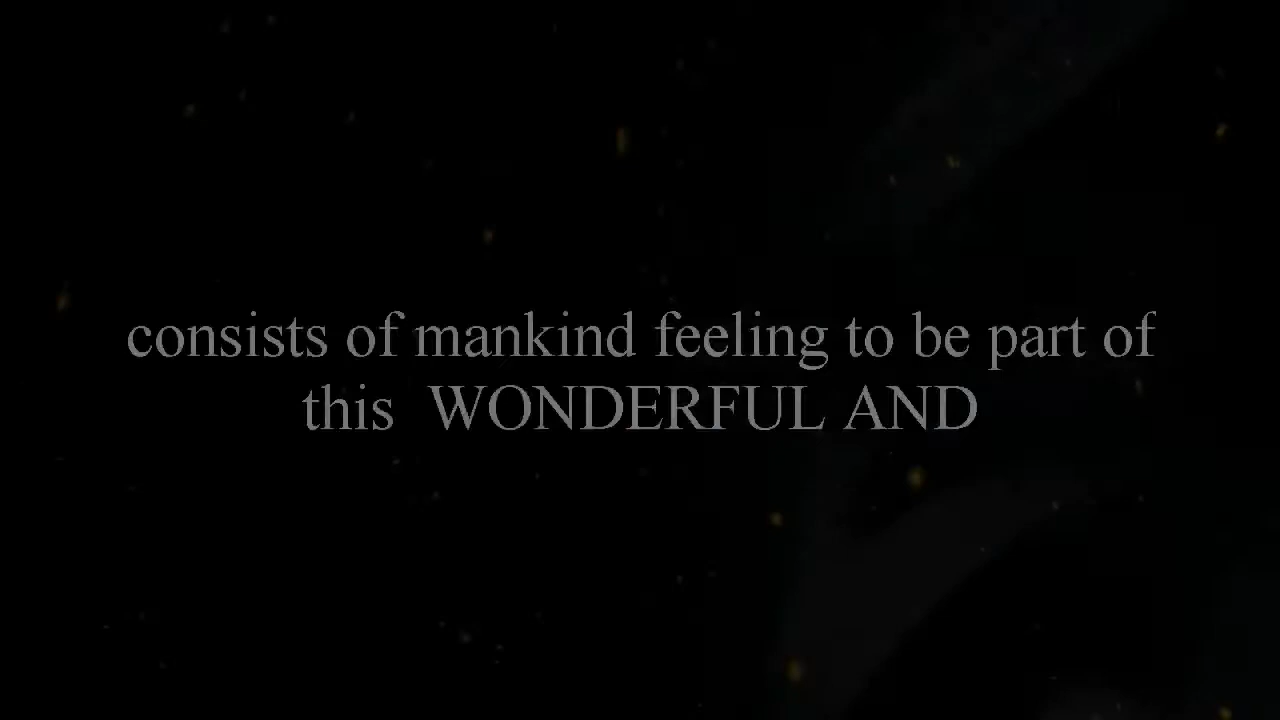 consists of mankind feeling to be part of
this  WONDERFUL AND